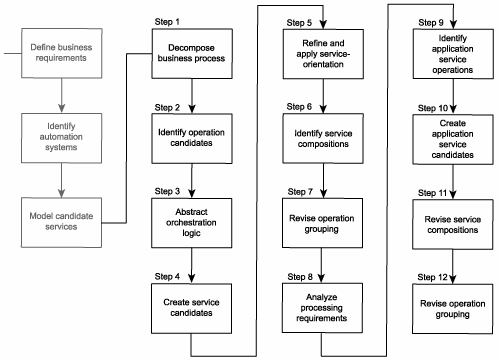 Define business
requirements
Identify
automation
systems
Model candidate
services
Step 1
Decompose
business process
Step 2
Identify operation
candidates
Step 3
Abstract
orchestration
logic
Step 4
Create service
candidates
Step 5
Refine and
apply service-
orientation
Step 6
Identify service
compositions
Step 7
Revise operation
grouping
Step 8
Analyze
processing
requirements
Step 9
Identify
application
service
operations
Step 10
Create
application
service
candidates
Step 11
Revise service
compositions
Step 12
Revise operation
grouping